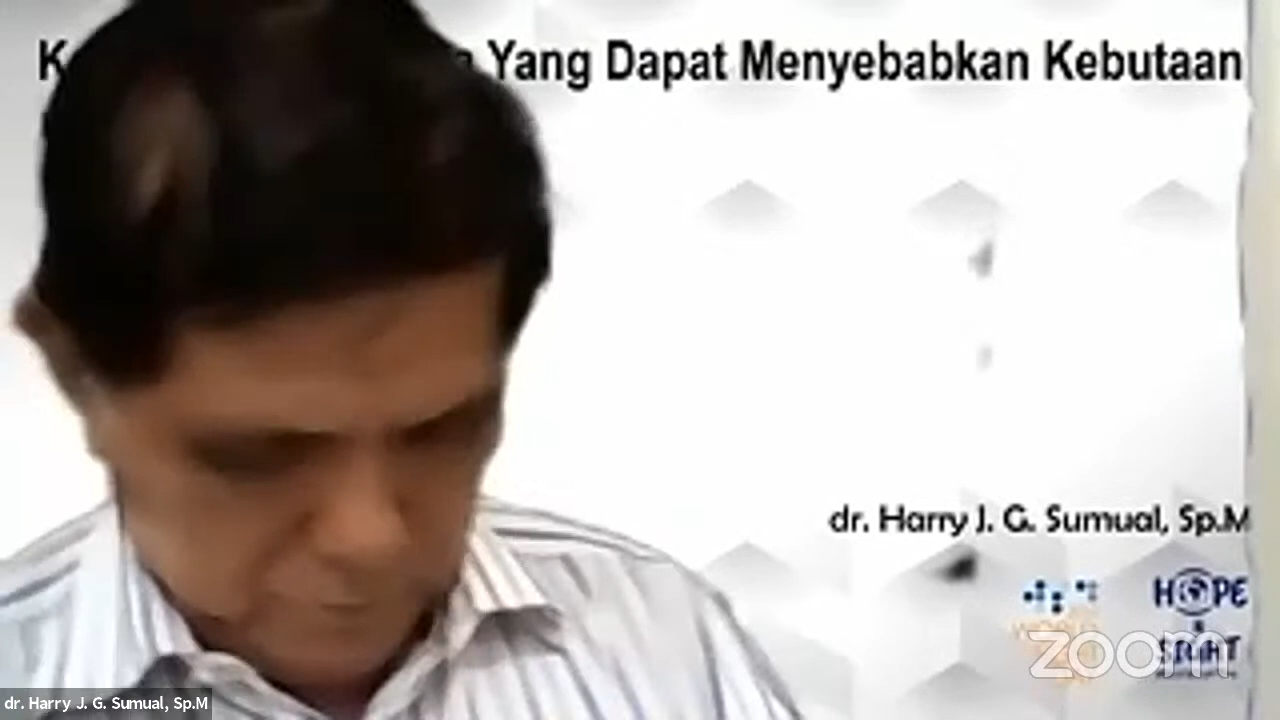 Yang Dapat Menyebabkan Kebutaan
dr. Harry J. G. Sumual, Sp.M
HOPE
&
SIGHT
zoom
dr. Harry J. G. Sumual, Sp.M